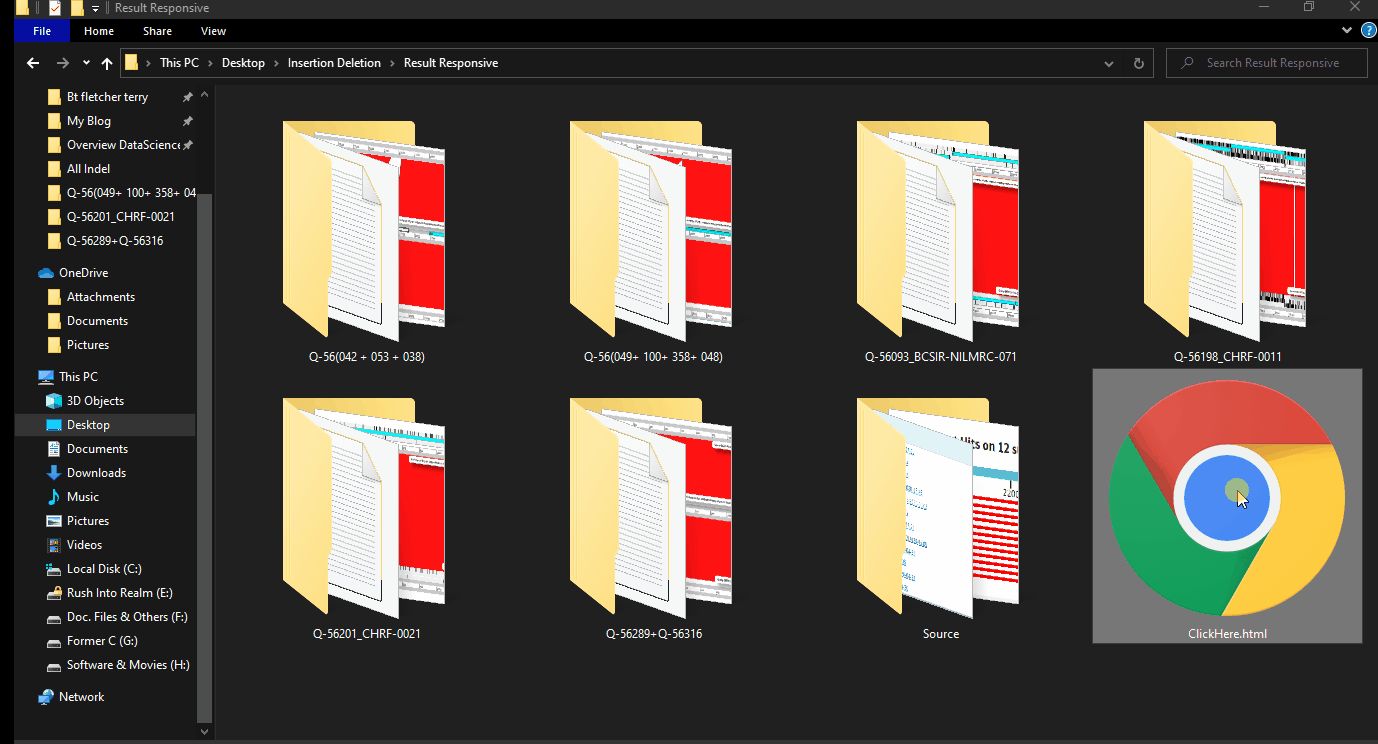 Result Responsive
File Home Share View
This PC Desktop Insertion Deletion Result Responsive
Search Result Responsive
Bt fletcher terry
My Blog
Overview DataScience
All Indel
Q-56(049+ 100+ 358+ 04
Q-56201_CHRF-0021
Q-56289+Q-56316
OneDrive
Attachments
Documents
Pictures
This PC
3D Objects
Desktop
Documents
Downloads
Music
Pictures
Videos
Local Disk (C:)
Rush Into Realm (E:)
Doc. Files & Others (F:)
Former C (G:)
Software & Movies (H:)
Network
Q-56(042 + 053 + 038)
Q-56(049+ 100+ 358+ 048)
Q-56093_BCSIR-NILMRC-071
Q-56198_CHRF-0011
Q-56201_CHRF-0021
Q-56289+Q-56316
Hits on 12
Source
ClickHere.html